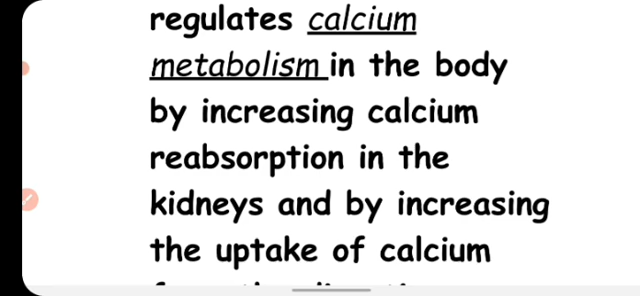 regulates calcium
metabolism in the body
by increasing calcium
reabsorption in the
kidneys and by increasing
the uptake of calcium